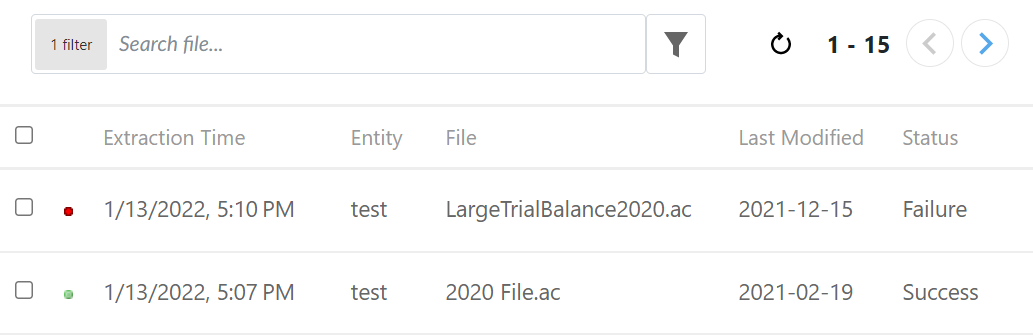 1 filter Search file... 1 - 15
Extraction Time Entity File Last Modified Status
1/13/2022, 5:10 PM test LargeTrialBalance2020.ac 2021-12-15 Failure
1/13/2022, 5:07 PM test 2020 File.ac 2021-02-19 Success